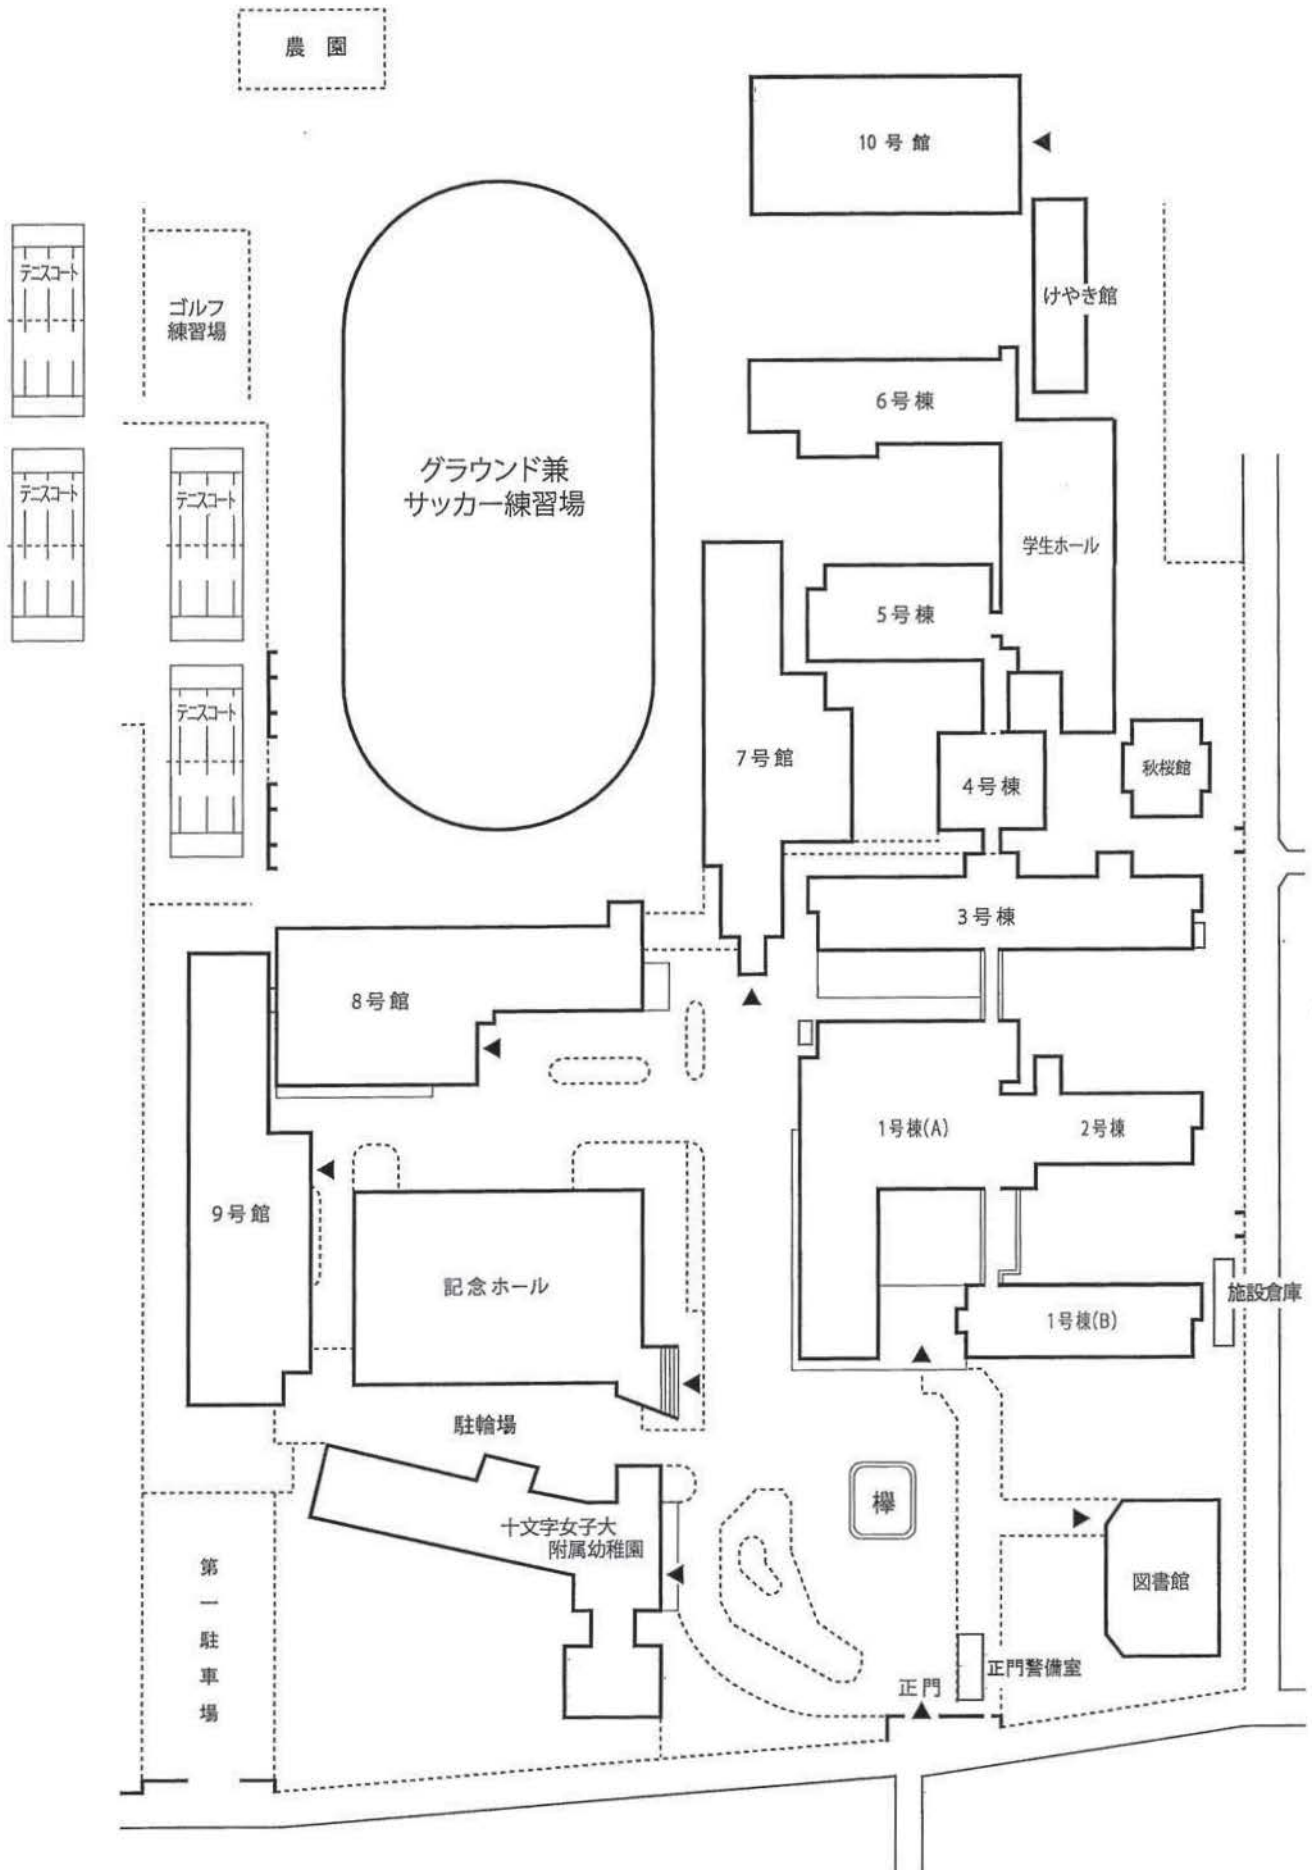 農 園
10 号 館
テニスコート
ゴルフ
練習場
けやき館
6号棟
グラウンド兼
サッカー練習場
テニスコート
テニスコート
学生ホール
5号棟
テニスコート
7号館
4号棟
秋桜館
3号棟
8号館
1号棟(A)
2号棟
9号館
記念ホール
施設倉庫
1号棟(B)
駐輪場
欅
十文字女子大
附属幼稚園
図書館
第一駐車場
正門警備室
正門